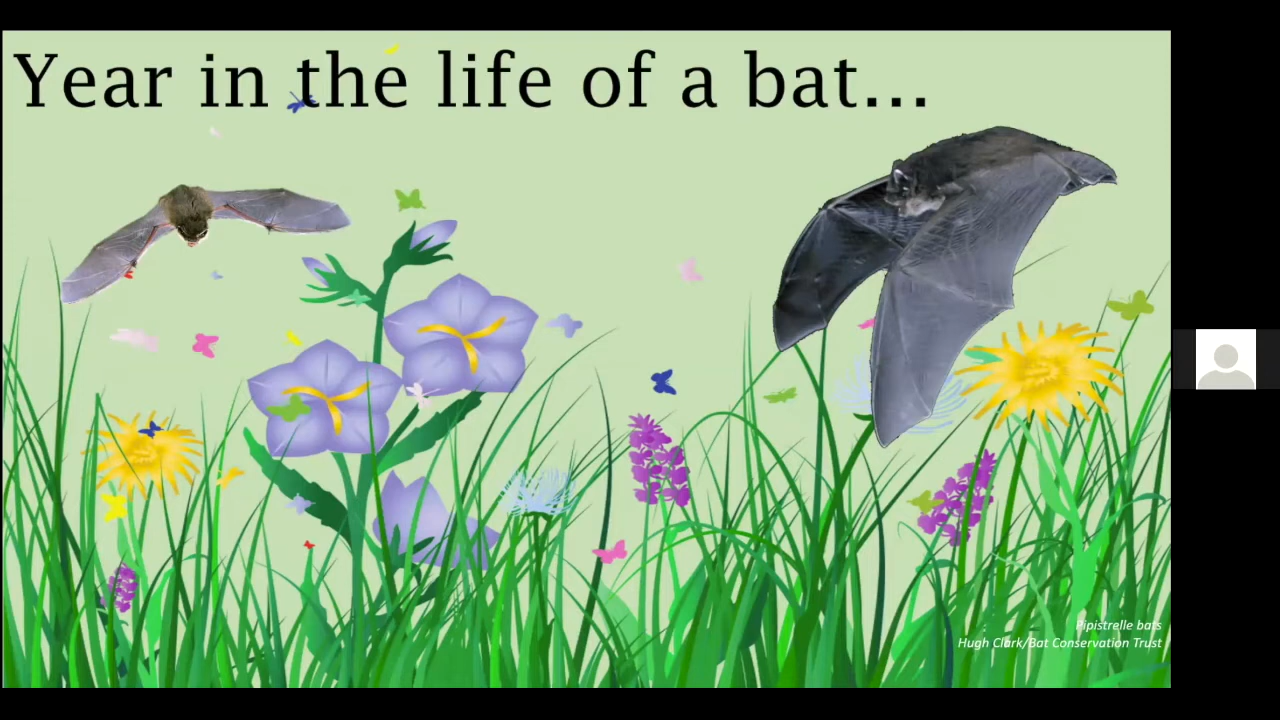 Year in the life of a bat...
Pipistrelle bats
Hugh Clark/Bat Conservation Trust